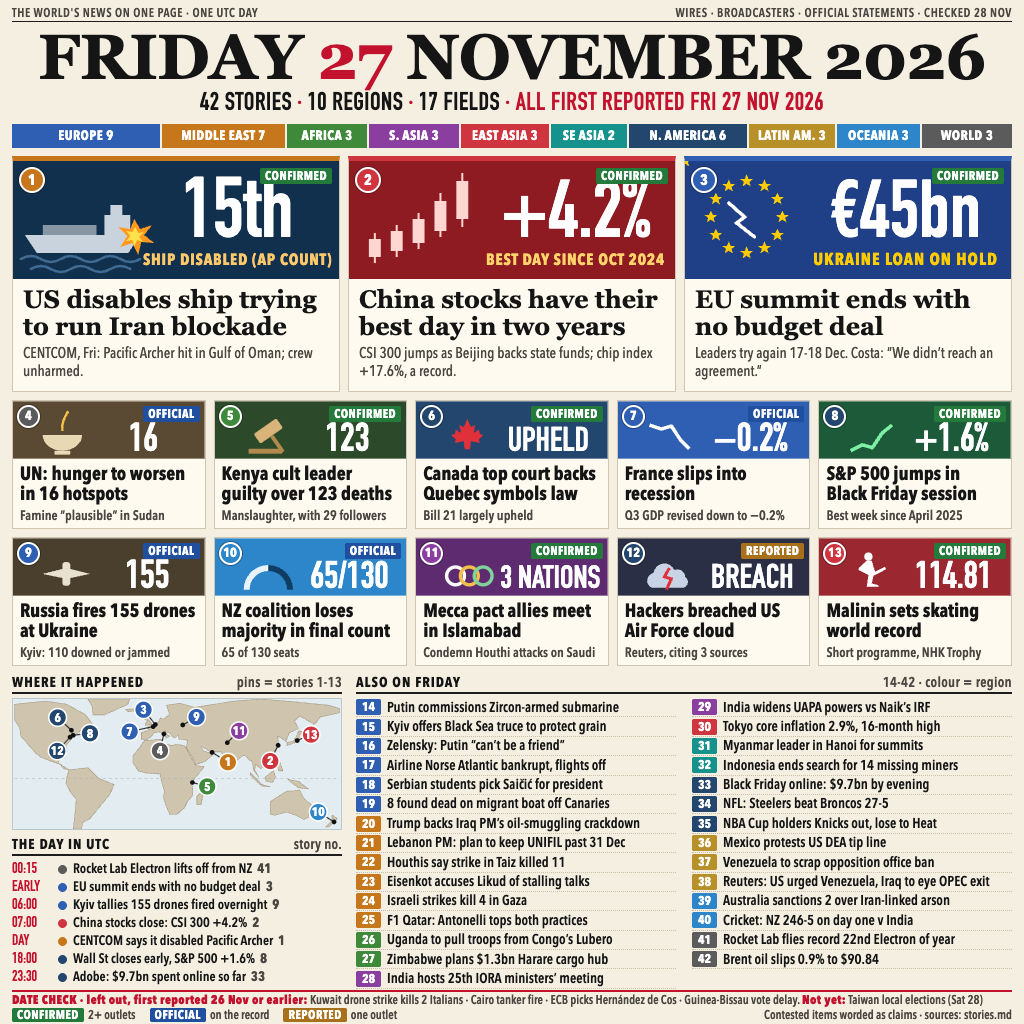 THE WORLD'S NEWS ON ONE PAGE · ONE UTC DAY
WIRES · BROADCASTERS · OFFICIAL STATEMENTS · CHECKED 28 NOV
FRIDAY 27 NOVEMBER 2026
42 STORIES · 10 REGIONS · 17 FIELDS · ALL FIRST REPORTED FRI 27 NOV 2026
EUROPE 9
MIDDLE EAST 7
AFRICA 3
S. ASIA 3
EAST ASIA 3
SE ASIA 2
N. AMERICA 6
LATIN AM. 3
OCEANIA 3
WORLD 3
1
CONFIRMED
15th
SHIP DISABLED (AP COUNT)
US disables ship trying
to run Iran blockade
CENTCOM, Fri: Pacific Archer hit in Gulf of Oman; crew
unharmed.
2
CONFIRMED
+4.2%
BEST DAY SINCE OCT 2024
China stocks have their
best day in two years
CSI 300 jumps as Beijing backs state funds; chip index
+17.6%, a record.
3
CONFIRMED
€45bn
UKRAINE LOAN ON HOLD
EU summit ends with
no budget deal
Leaders try again 17-18 Dec. Costa: “We didn’t reach an
agreement.”
4
OFFICIAL
16
UN: hunger to worsen
in 16 hotspots
Famine “plausible” in Sudan
5
CONFIRMED
123
Kenya cult leader
guilty over 123 deaths
Manslaughter, with 29 followers
6
CONFIRMED
UPHELD
Canada top court backs
Quebec symbols law
Bill 21 largely upheld
7
OFFICIAL
−0.2%
France slips into
recession
Q3 GDP revised down to −0.2%
8
CONFIRMED
+1.6%
S&P 500 jumps in
Black Friday session
Best week since April 2025
9
OFFICIAL
155
Russia fires 155 drones
at Ukraine
Kyiv: 110 downed or jammed
10
OFFICIAL
65/130
NZ coalition loses
majority in final count
65 of 130 seats
11
CONFIRMED
3 NATIONS
Mecca pact allies meet
in Islamabad
Condemn Houthi attacks on Saudi
12
REPORTED
BREACH
Hackers breached US
Air Force cloud
Reuters, citing 3 sources
13
CONFIRMED
114.81
Malinin sets skating
world record
Short programme, NHK Trophy
WHERE IT HAPPENED
pins = stories 1-13
3
6
9
8
7
11
13
12
4
1
2
5
10
THE DAY IN UTC
story no.
00:15 Rocket Lab Electron lifts off from NZ 41
EARLY EU summit ends with no budget deal 3
06:00 Kyiv tallies 155 drones fired overnight 9
07:00 China stocks close: CSI 300 +4.2% 2
DAY CENTCOM says it disabled Pacific Archer 1
18:00 Wall St closes early, S&P 500 +1.6% 8
23:30 Adobe: $9.7bn spent online so far 33
ALSO ON FRIDAY
14-42 · colour = region
14 Putin commissions Zircon-armed submarine
15 Kyiv offers Black Sea truce to protect grain
16 Zelensky: Putin “can’t be a friend”
17 Airline Norse Atlantic bankrupt, flights off
18 Serbian students pick Saičić for president
19 8 found dead on migrant boat off Canaries
20 Trump backs Iraq PM’s oil-smuggling crackdown
21 Lebanon PM: plan to keep UNIFIL past 31 Dec
22 Houthis say strike in Taiz killed 11
23 Eisenkot accuses Likud of stalling talks
24 Israeli strikes kill 4 in Gaza
25 F1 Qatar: Antonelli tops both practices
26 Uganda to pull troops from Congo’s Lubero
27 Zimbabwe plans $1.3bn Harare cargo hub
28 India hosts 25th IORA ministers’ meeting
29 India widens UAPA powers vs Naik’s IRF
30 Tokyo core inflation 2.9%, 16-month high
31 Myanmar leader in Hanoi for summits
32 Indonesia ends search for 14 missing miners
33 Black Friday online: $9.7bn by evening
34 NFL: Steelers beat Broncos 27-5
35 NBA Cup holders Knicks out, lose to Heat
36 Mexico protests US DEA tip line
37 Venezuela to scrap opposition office ban
38 Reuters: US urged Venezuela, Iraq to eye OPEC exit
39 Australia sanctions 2 over Iran-linked arson
40 Cricket: NZ 246-5 on day one v India
41 Rocket Lab flies record 22nd Electron of year
42 Brent oil slips 0.9% to $90.84
DATE CHECK · left out, first reported 26 Nov or earlier: Kuwait drone strike kills 2 Italians · Cairo tanker fire · ECB picks Hernández de Cos · Guinea-Bissau vote delay. Not yet: Taiwan local elections (Sat 28)
CONFIRMED 2+ outlets OFFICIAL on the record REPORTED one outlet
Contested items worded as claims · sources: stories.md